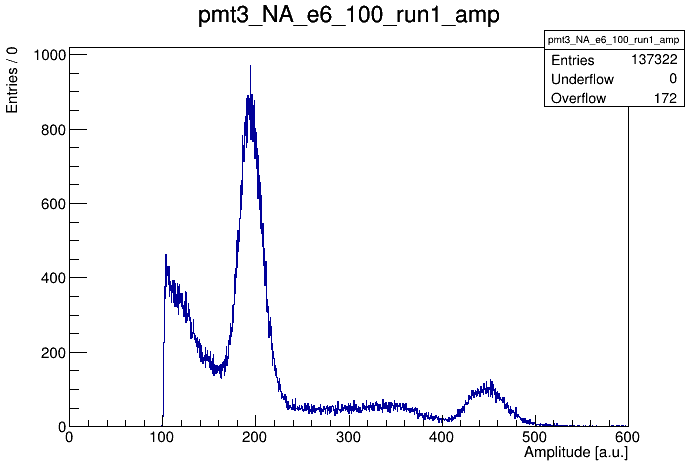 pmt3_NA_e6_100_run1_amp
pmt3_NA_e6_100_run1_amp
Entries 137322
Underflow 0
Overflow 172
Entries / 0
1000
800
600
400
200
0
0 100 200 300 400 500 600
Amplitude [a.u.]